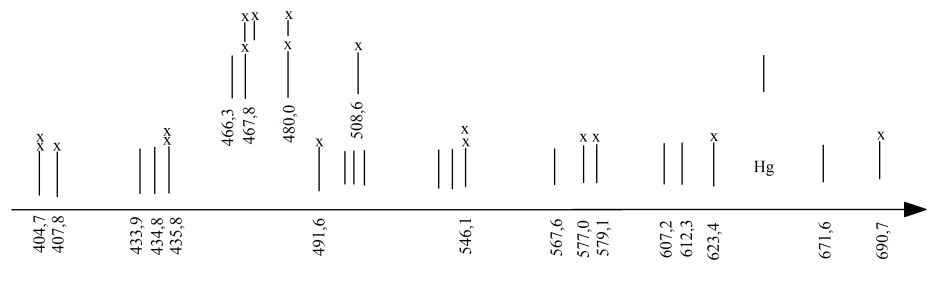 x x x
x x x
466,3 467,8 480,0 508,6
x x x x x x x x x x x
Hg
404,7 407,8 433,9 434,8 435,8 491,6 546,1 567,6 577,0 579,1 607,2 612,3 623,4 671,6 690,7